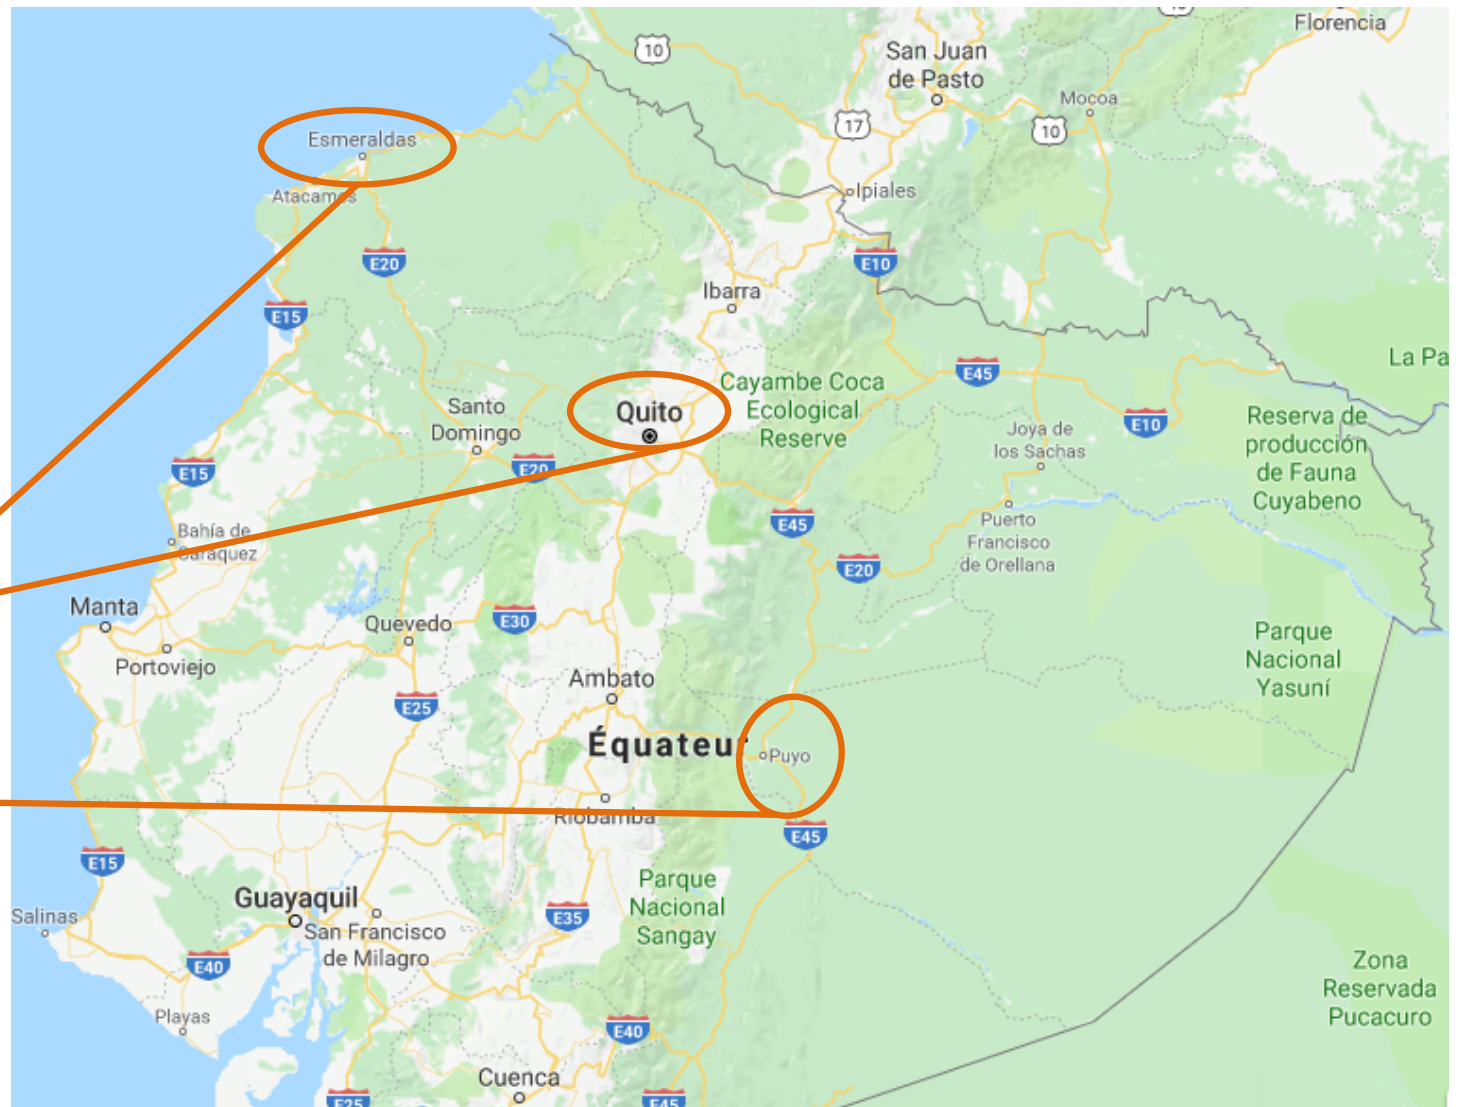 Florencia
10
San Juan
de Pasto
Mocoa
17
10
Esmeraldas
Ipiales
Atacames
E20
E10
Ibarra
E15
La Pa
E45
Cayambe Coca
Ecological
Reserve
Santo
Domingo
Quito
E10
Reserva de
producción
de Fauna
Cuyabeno
Joya de
los Sachas
E15
E20
E45
Puerto
Francisco
de Orellana
Bahía de
Caráquez
E20
Manta
E30
Quevedo
Parque
Nacional
Yasuní
Portoviejo
Ambato
E25
Équateur
Puyo
Riobamba
E45
E15
Parque
Nacional
Sangay
Guayaquil
Salinas
E35
San Francisco
de Milagro
E40
Zona
Reservada
Pucacuro
Playas
E40
Cuenca
E25
E45